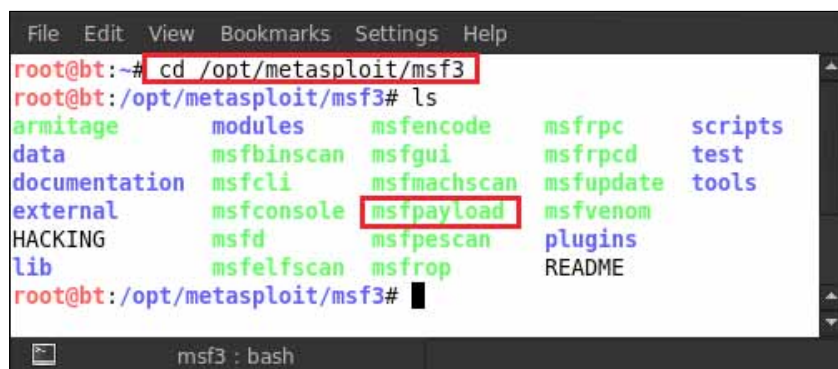 File Edit View Bookmarks Settings Help
root@bt:~# cd /opt/metasploit/msf3
root@bt:/opt/metasploit/msf3# ls
armitage modules msfencode msfrpc scripts
data msfbinscan msfgui msfrpcd test
documentation msfcli msfmachscan msfupdate tools
external msfconsole msfpayload msfvenom
HACKING msfd msfpescan plugins
lib msfelfscan msfrop README
root@bt:/opt/metasploit/msf3#
msf3 : bash